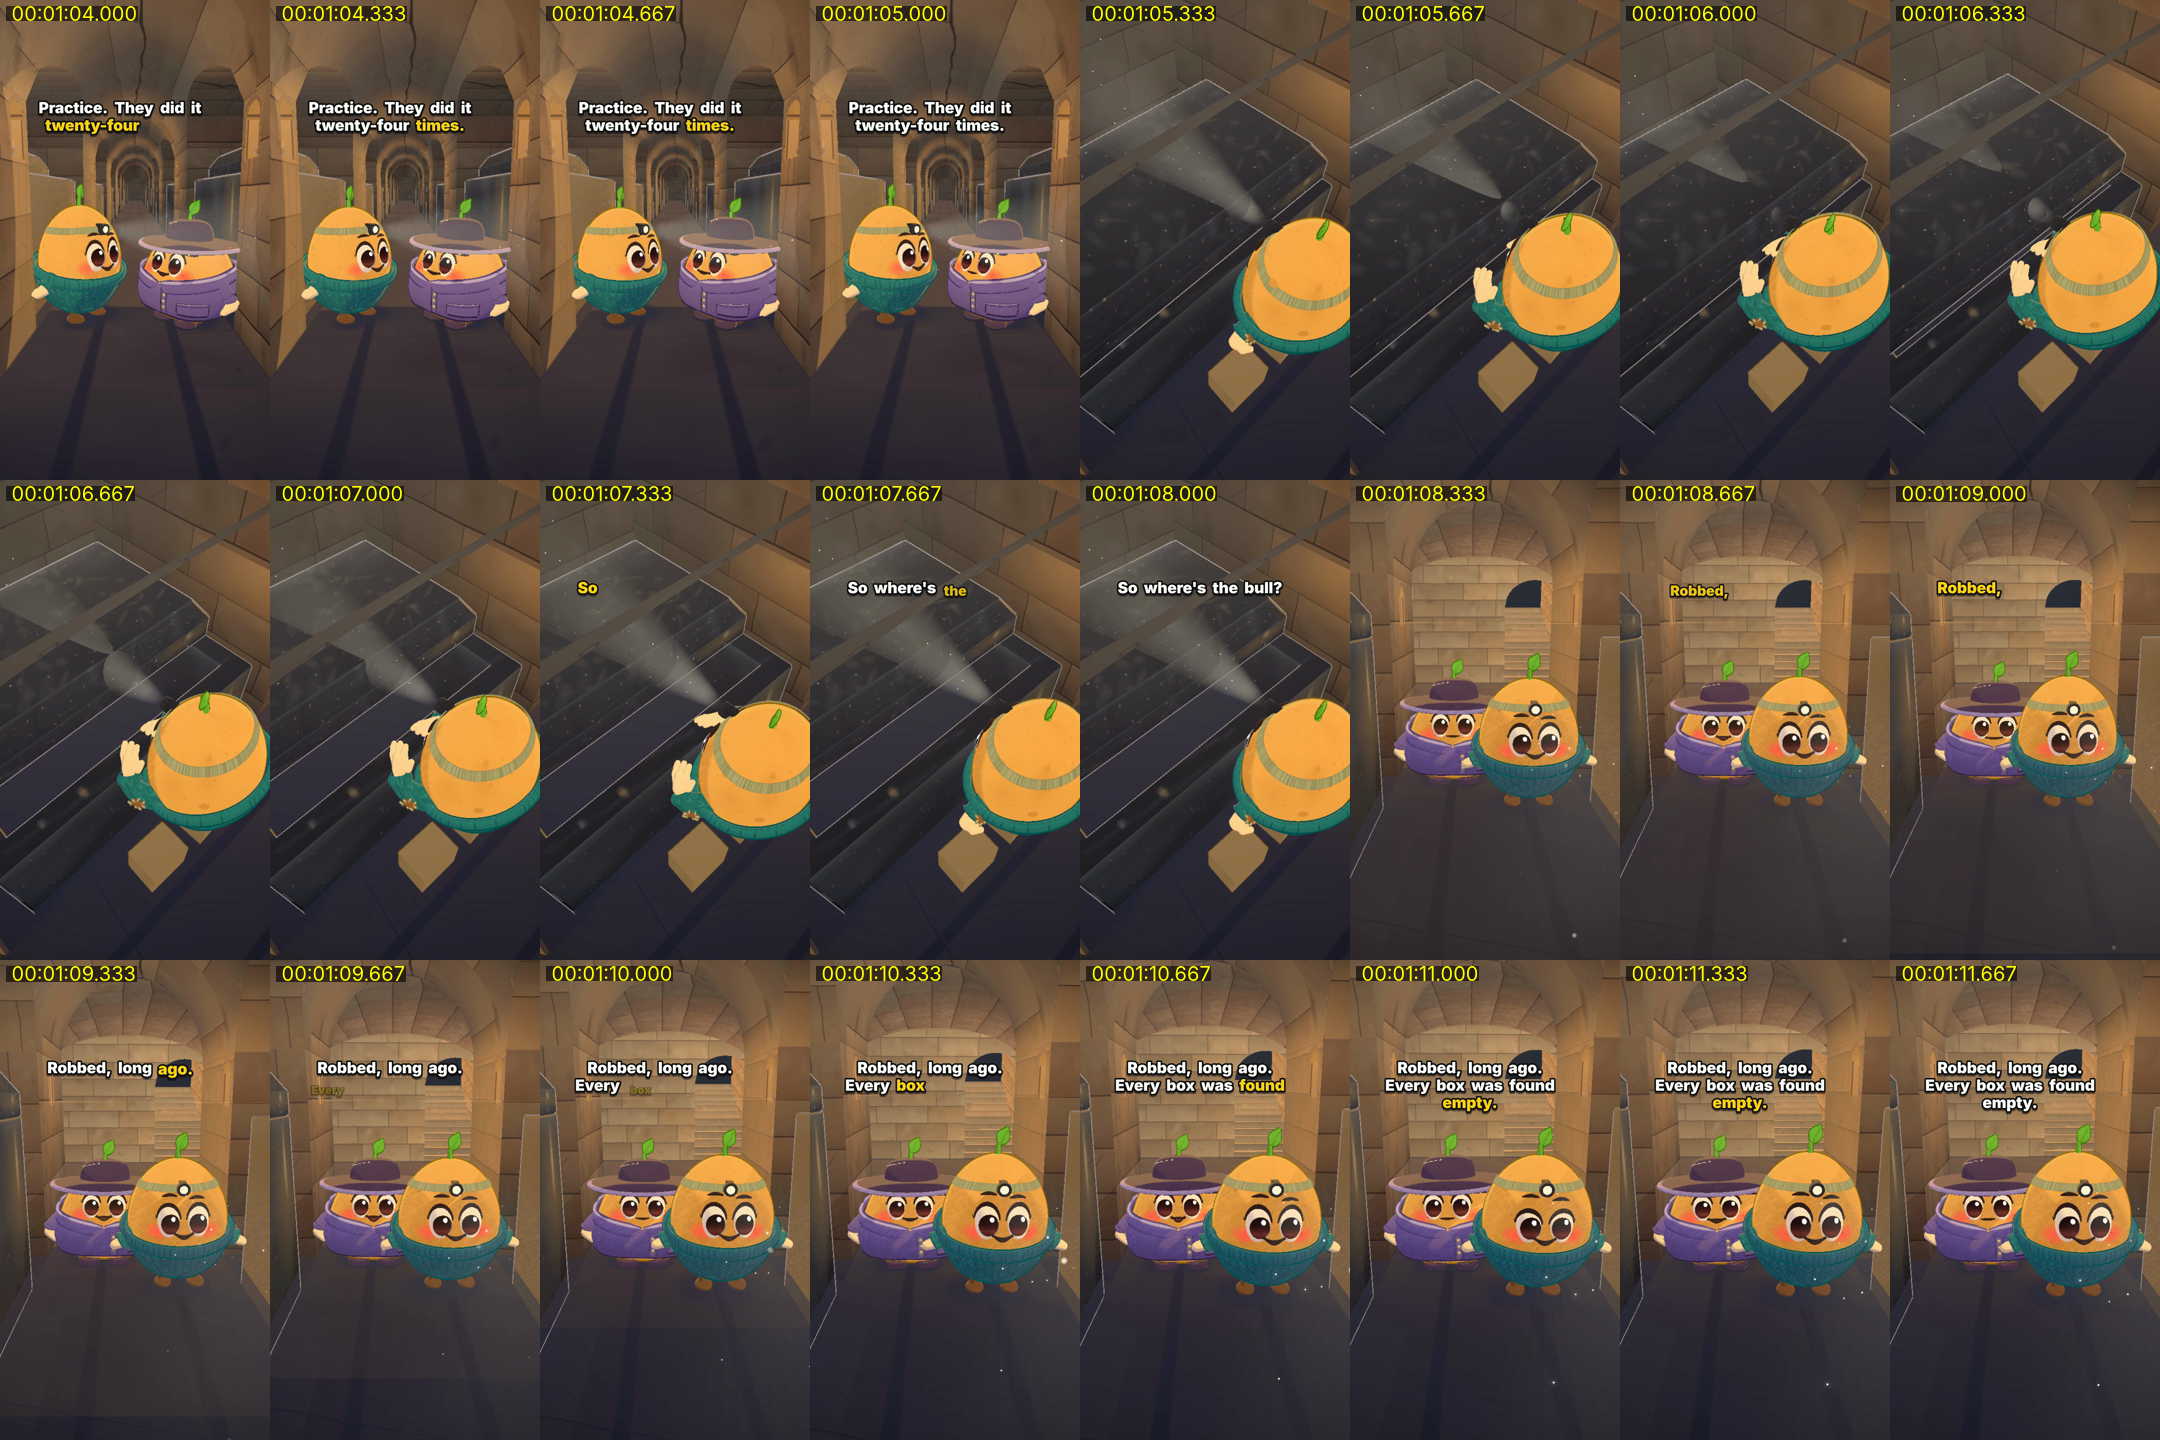 00:01:04.000
00:01:04.333
00:01:04.667
00:01:05.000
00:01:05.333
00:01:05.667
00:01:06.000
00:01:06.333
Practice. They did it
twenty-four
Practice. They did it
twenty-four times.
Practice. They did it
twenty-four times.
Practice. They did it
twenty-four times.
00:01:06.667
00:01:07.000
00:01:07.333
00:01:07.667
00:01:08.000
00:01:08.333
00:01:08.667
00:01:09.000
So
So where's the
So where's the bull?
Robbed,
Robbed,
00:01:09.333
00:01:09.667
00:01:10.000
00:01:10.333
00:01:10.667
00:01:11.000
00:01:11.333
00:01:11.667
Robbed, long ago.
Robbed, long ago.
Every
Robbed, long ago.
Every box
Robbed, long ago.
Every box
Robbed, long ago.
Every box was found
Robbed, long ago.
Every box was found
empty.
Robbed, long ago.
Every box was found
empty.
Robbed, long ago.
Every box was found
empty.